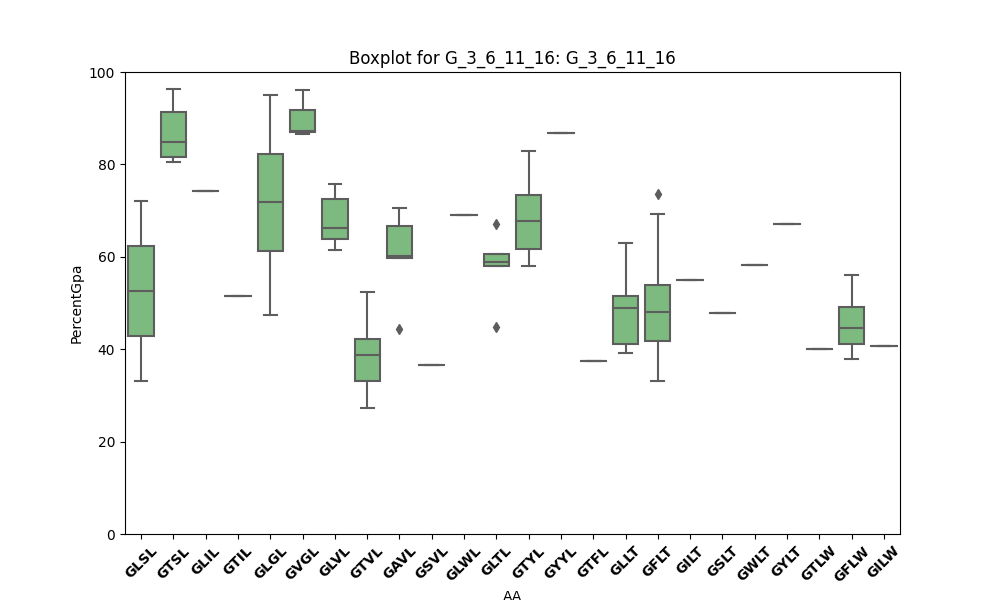 Boxplot for G_3_6_11_16: G_3_6_11_16
100
80
60
40
20
0
PercentGpa
GLSL GTSL GLIL GTIL GLGL GVGL GLVL GTVL GAVL GSVL GLWL GLTL GTYL GYYL GTFL GLLT GFLT GILT GSLT GWLT GYLT GTLW GFLW GILW
AA